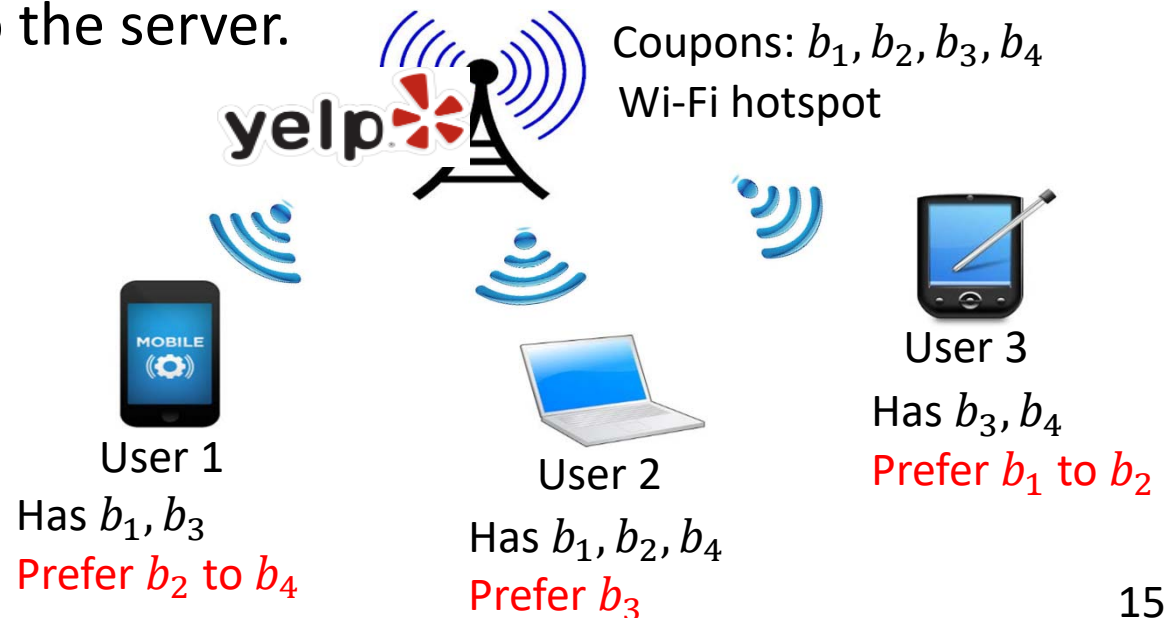 the server.
Coupons: 𝑏₁, 𝑏₂, 𝑏₃, 𝑏₄
Wi-Fi hotspot
yelp
MOBILE
User 1
Has 𝑏₁, 𝑏₃
Prefer 𝑏₂ to 𝑏₄
User 2
Has 𝑏₁, 𝑏₂, 𝑏₄
Prefer 𝑏₃
User 3
Has 𝑏₃, 𝑏₄
Prefer 𝑏₁ to 𝑏₂
15